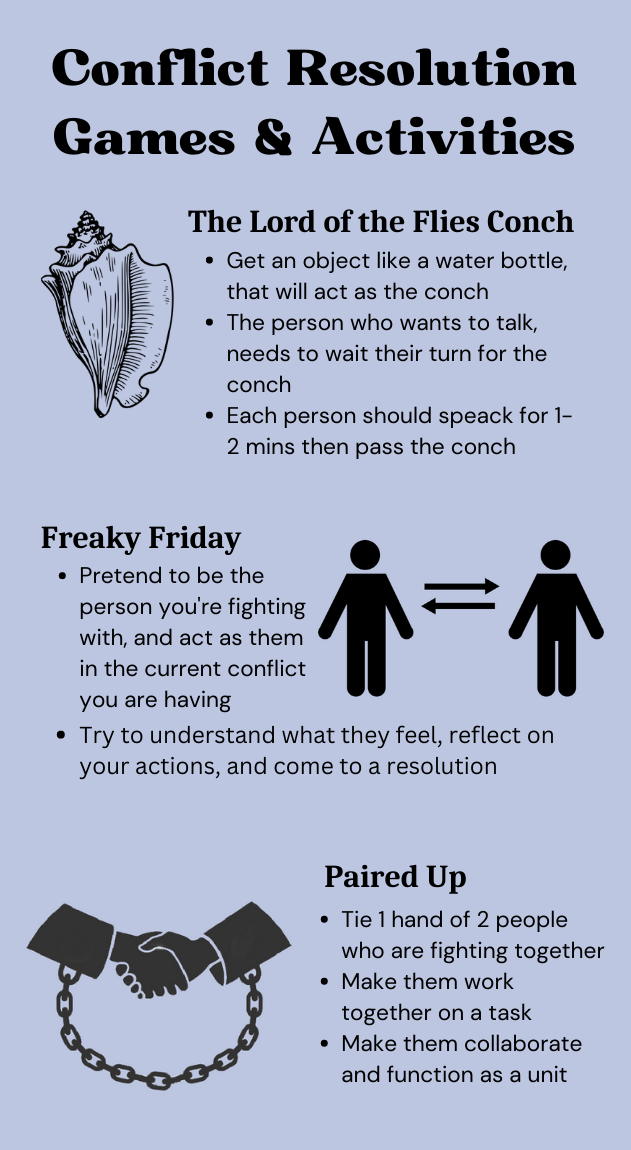 Conflict Resolution
Games & Activities
The Lord of the Flies Conch
• Get an object like a water bottle,
that will act as the conch
• The person who wants to talk,
needs to wait their turn for the
conch
• Each person should speack for 1-
2 mins then pass the conch
Freaky Friday
• Pretend to be the
person you're fighting
with, and act as them
in the current conflict
you are having
• Try to understand what they feel, reflect on
your actions, and come to a resolution
Paired Up
• Tie 1 hand of 2 people
who are fighting together
• Make them work
together on a task
• Make them collaborate
and function as a unit